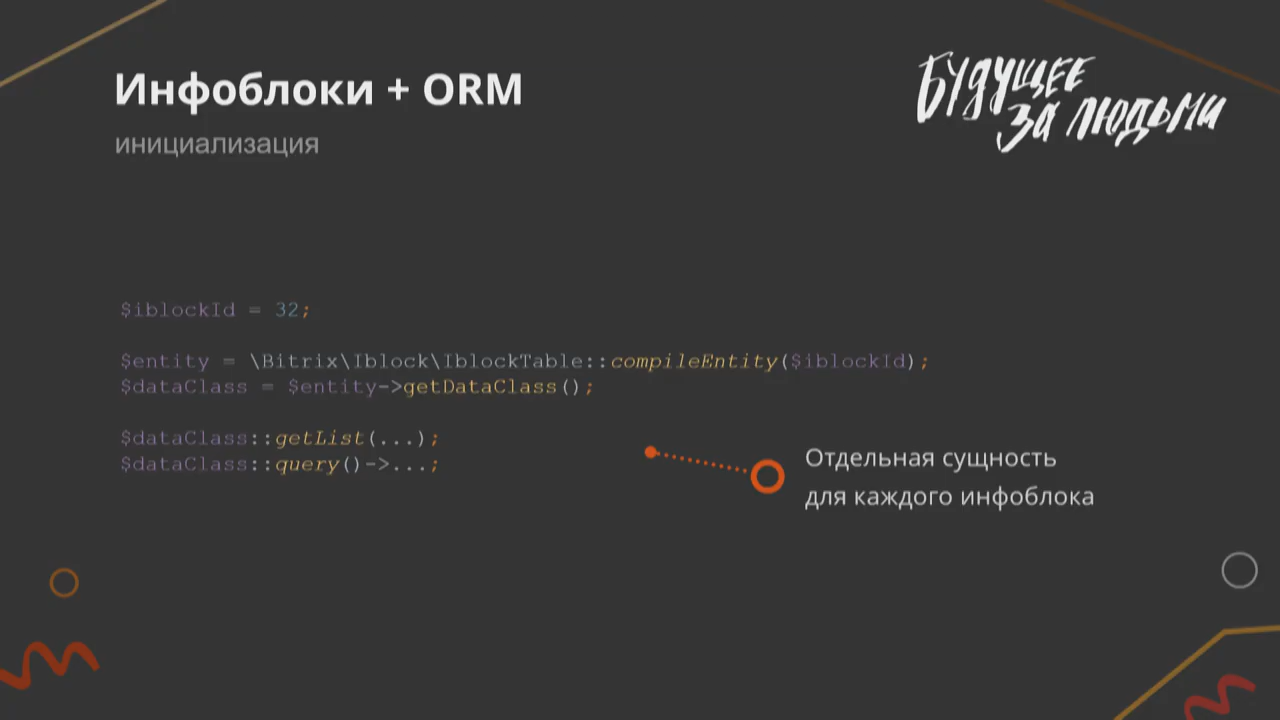 Инфоблоки + ORM
инициализация
Будущее
за людьми
$iblockId = 32;
$entity = \Bitrix\Iblock\IblockTable::compileEntity($iblockId);
$dataClass = $entity->getDataClass();
$dataClass::getList(...);
$dataClass::query()->...;
Отдельная сущность
для каждого инфоблока